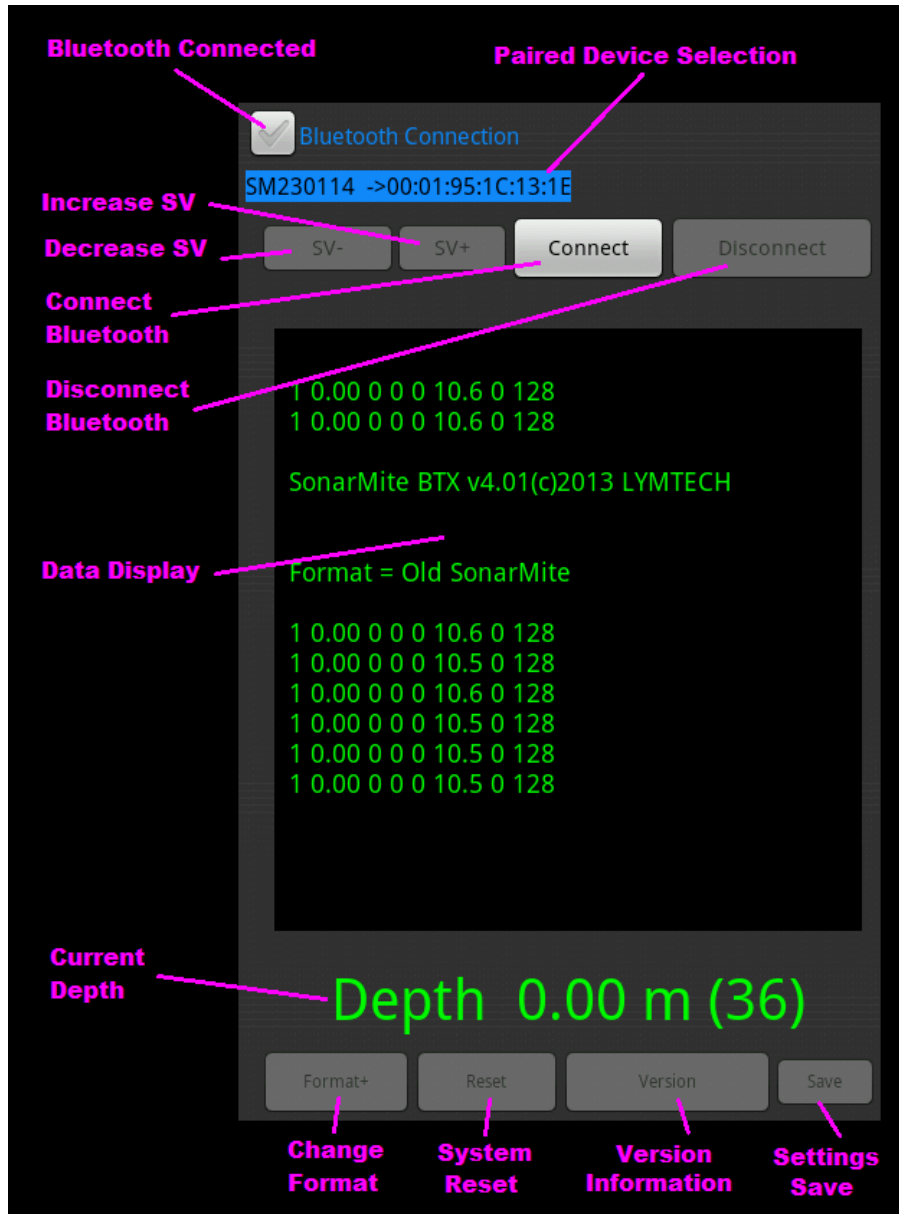 Bluetooth Connected
Paired Device Selection
Bluetooth Connection
SM230114 ->00:01:95:1C:13:1E
Increase SV
Decrease SV
SV-
SV+
Connect
Disconnect
Connect
Bluetooth
Disconnect
Bluetooth
1 0.00 0 0 0 10.6 0 128
1 0.00 0 0 0 10.6 0 128
SonarMite BTX v4.01(c)2013 LYMTECH
Data Display
Format = Old SonarMite
1 0.00 0 0 0 10.6 0 128
1 0.00 0 0 0 10.5 0 128
1 0.00 0 0 0 10.6 0 128
1 0.00 0 0 0 10.5 0 128
1 0.00 0 0 0 10.5 0 128
1 0.00 0 0 0 10.5 0 128
Current
Depth
Depth 0.00 m (36)
Format+
Reset
Version
Save
Change
Format
System
Reset
Version
Information
Settings
Save